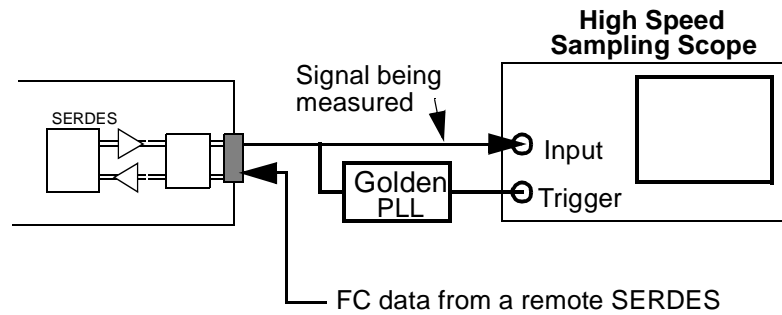 High Speed
Sampling Scope
Signal being
measured
SERDES
Input
Golden
PLL
Trigger
FC data from a remote SERDES